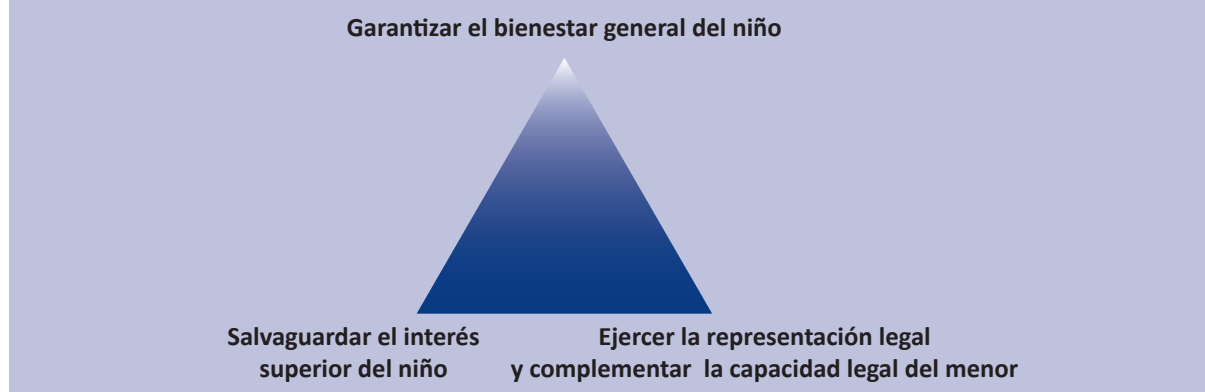 Garantizar el bienestar general del niño
Salvaguardar el interés
superior del niño
Ejercer la representación legal
y complementar la capacidad legal del menor